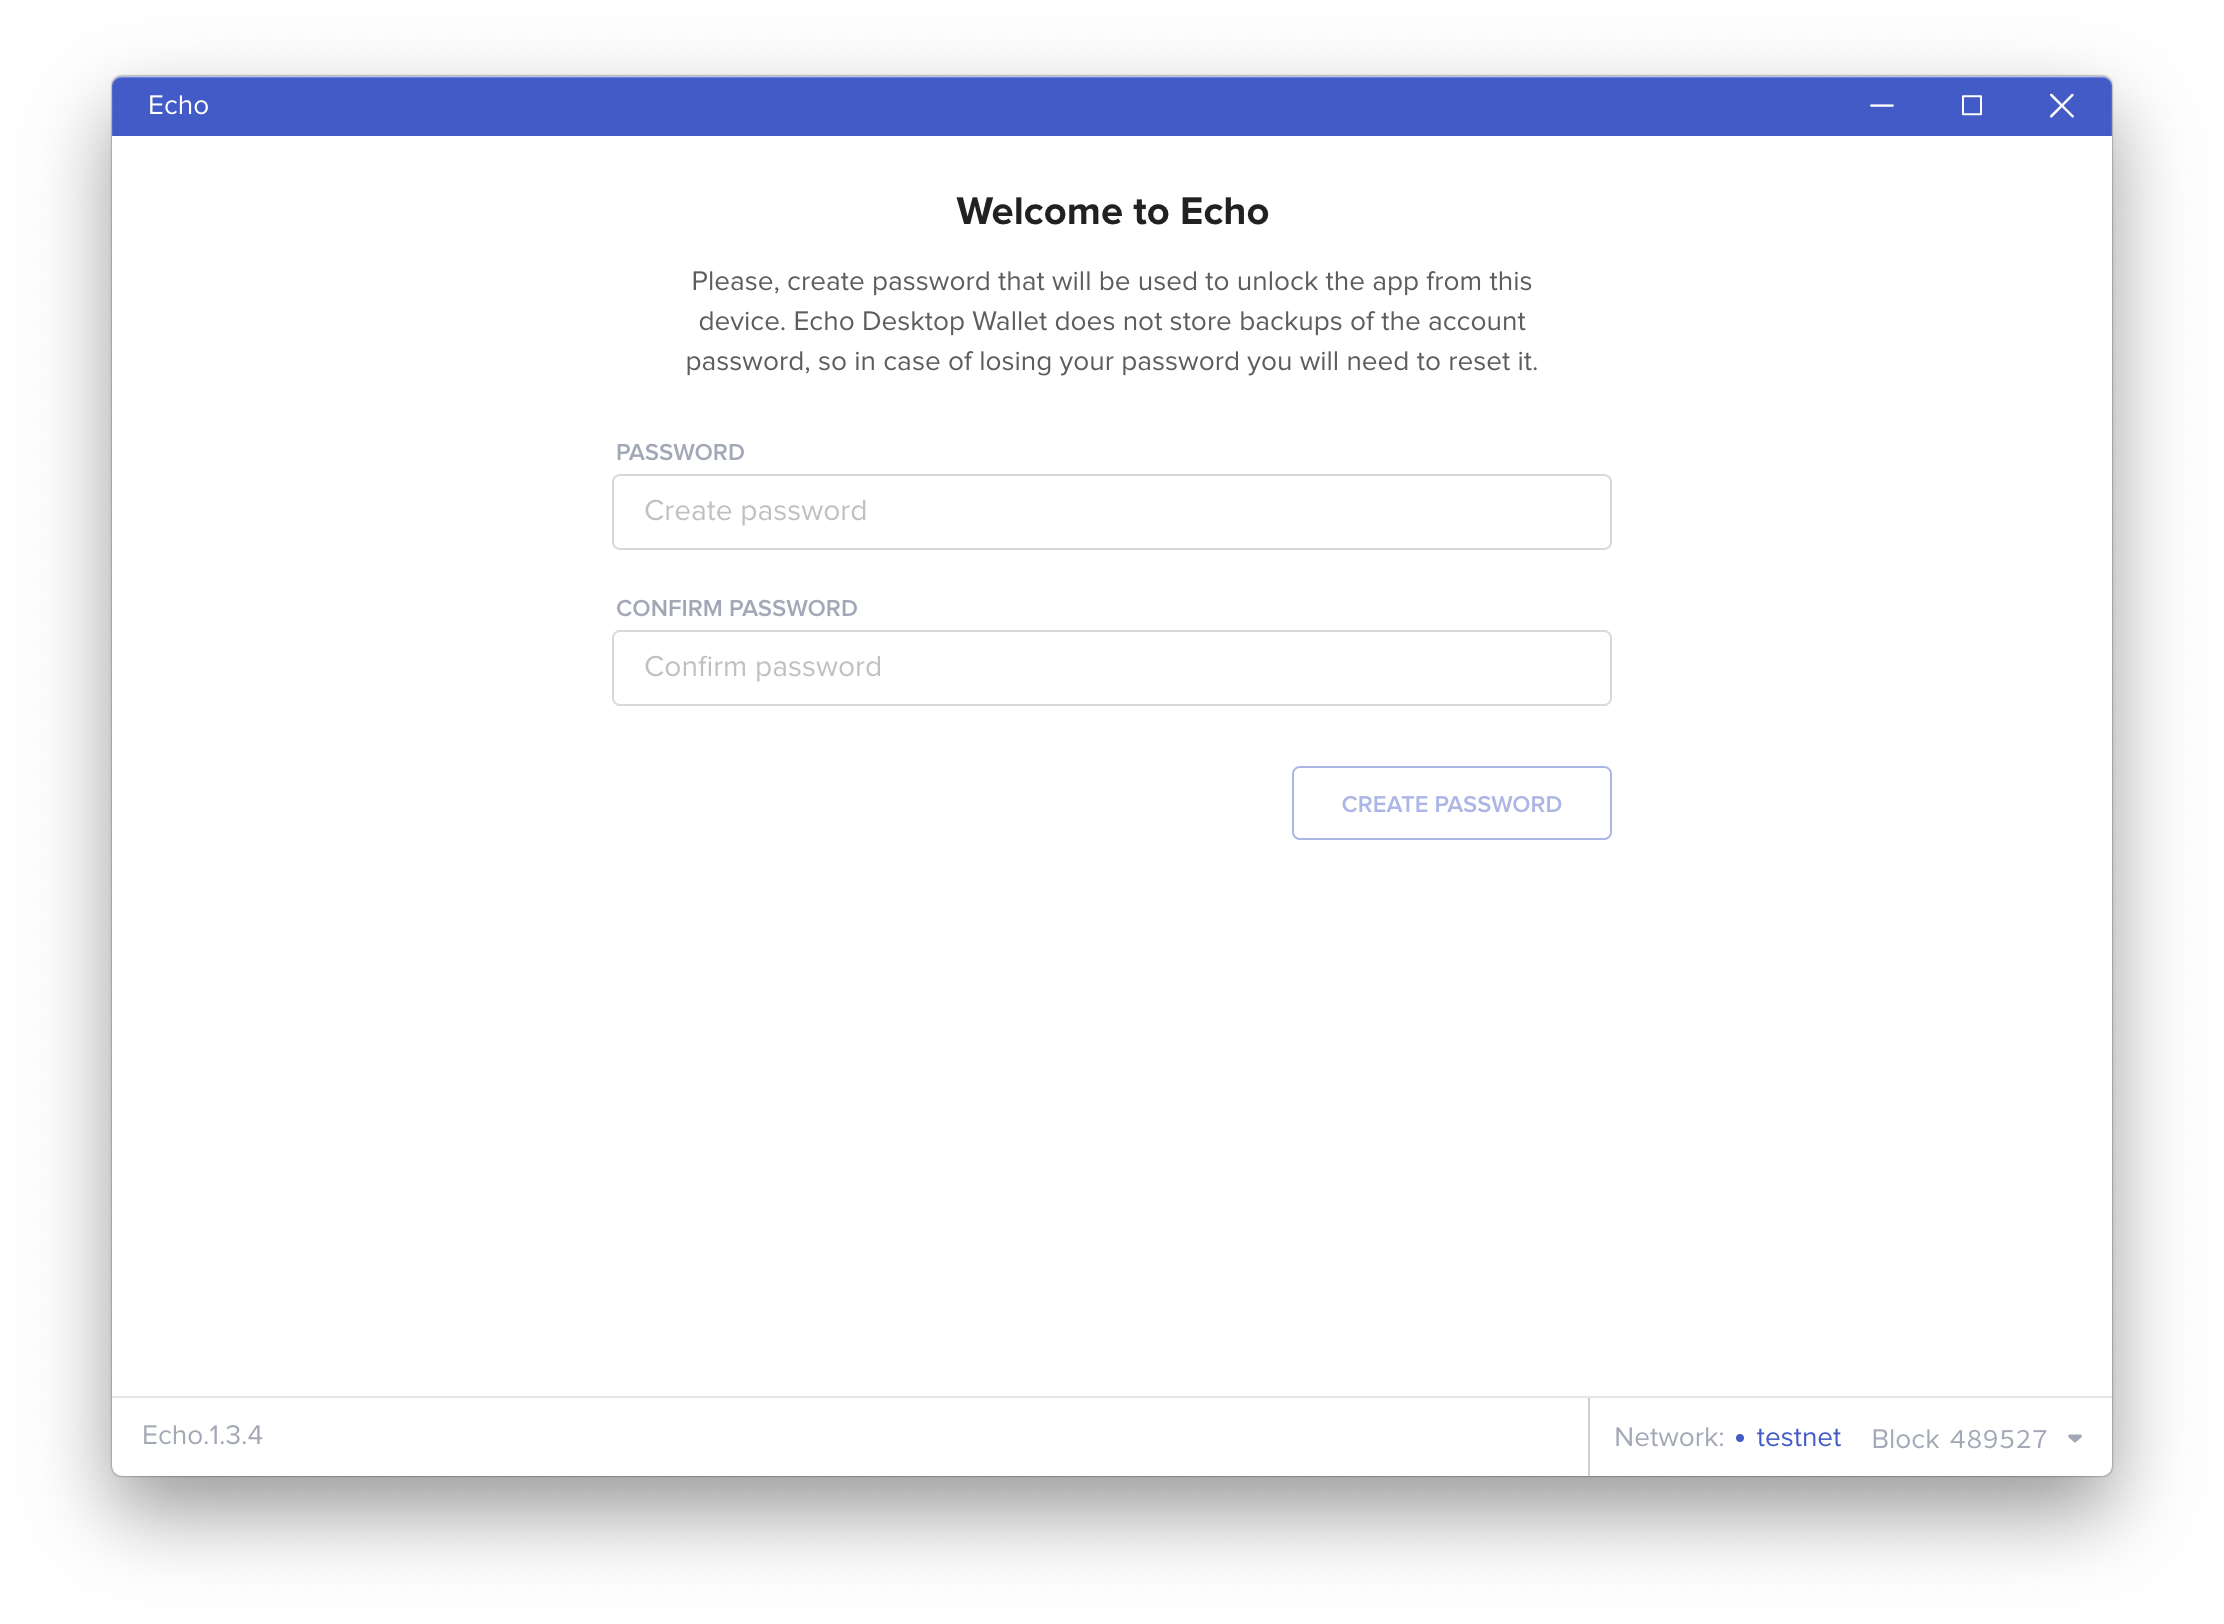 Echo
Welcome to Echo
Please, create password that will be used to unlock the app from this
device. Echo Desktop Wallet does not store backups of the account
password, so in case of losing your password you will need to reset it.
PASSWORD
Create password
CONFIRM PASSWORD
Confirm password
CREATE PASSWORD
Echo.1.3.4
Network: • testnet Block 489527